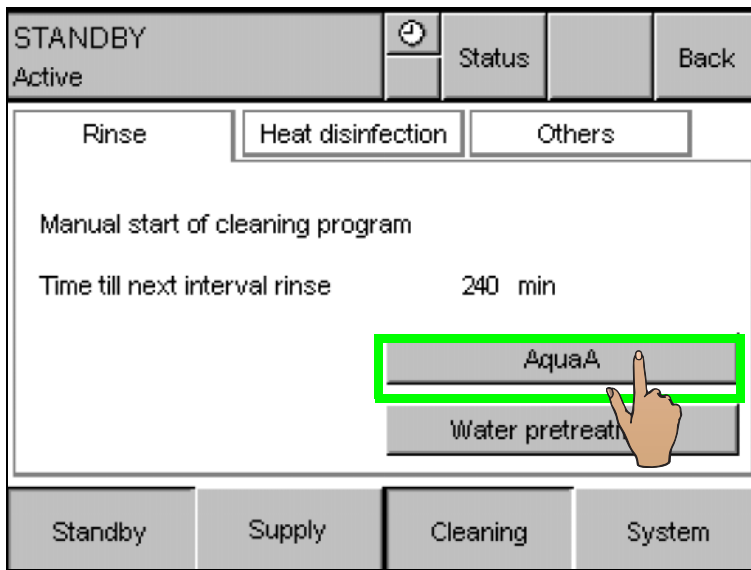 STANDBY
Active
Status
Back
Rinse
Heat disinfection
Others
Manual start of cleaning program
Time till next interval rinse 240 min
AquaA
Water
Standby
Supply
Cleaning
System